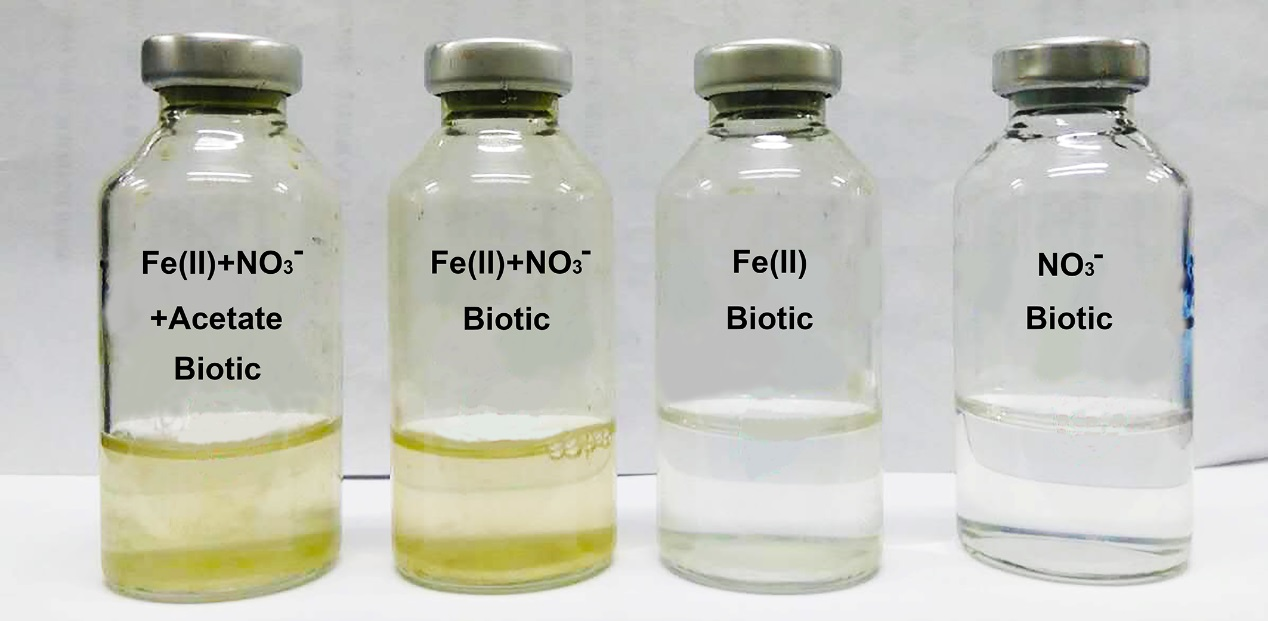 Fe(II)+NO₃⁻
+Acetate
Biotic
Fe(II)+NO₃⁻
Biotic
Fe(II)
Biotic
NO₃⁻
Biotic